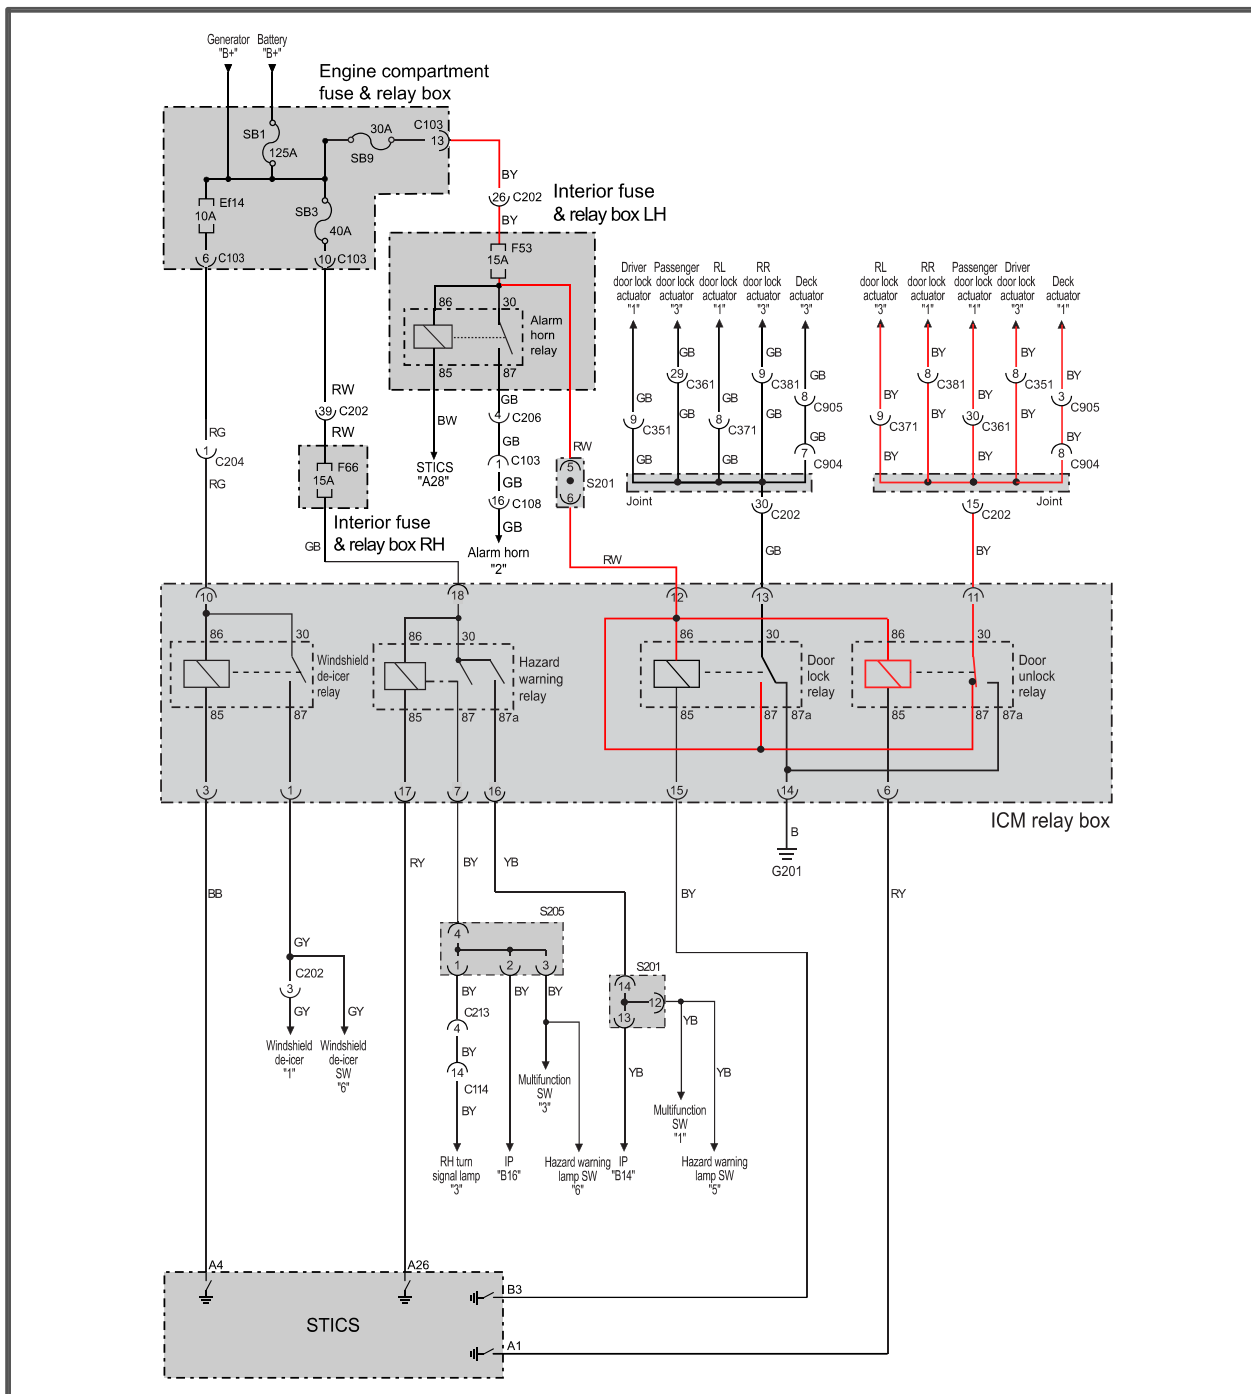 Generator
"B+"
Battery
"B+"
Engine compartment
fuse & relay box
SB1
125A
30A
SB9
C103
13
Ef14
10A
SB3
40A
6
C103
10
C103
BY
26
C202
BY
Interior fuse
& relay box LH
F53
15A
86
30
Alarm
horn
relay
85
87
Driver
door lock
actuator
"1"
Passenger
door lock
actuator
"3"
RL
door lock
actuator
"1"
RR
door lock
actuator
"3"
Deck
actuator
"3"
RL
door lock
actuator
"3"
RR
door lock
actuator
"1"
Passenger
door lock
actuator
"1"
Driver
door lock
actuator
"3"
Deck
actuator
"1"
GB
29
C361
GB
9
C381
GB
8
C905
GB
9
C351
GB
GB
GB
8
C371
GB
GB
GB
7
C904
BY
8
C381
BY
8
C351
BY
3
C905
BY
9
C371
BY
BY
BY
30
C361
BY
BY
8
C904
Joint
Joint
30
C202
15
C202
GB
BY
RW
39
C202
RW
F66
15A
Interior fuse
& relay box RH
GB
RG
1
C204
RG
BW
STICS
"A28"
GB
4
C206
GB
1
C103
GB
16
C108
GB
Alarm horn
"2"
RW
5
S201
6
RW
10
18
12
13
11
86
30
Windshield
de-icer
relay
85
87
86
30
Hazard
warning
relay
85
87
87a
86
30
Door
lock
relay
85
87
87a
86
30
Door
unlock
relay
85
87
87a
3
1
17
7
16
15
14
6
ICM relay box
B
G201
BB
RY
BY
YB
BY
RY
GY
C202
3
GY
GY
Windshield
de-icer
"1"
Windshield
de-icer
SW
"6"
S205
4
1
2
3
BY
BY
BY
C213
4
BY
14
C114
BY
Multifunction
SW
"3"
RH turn
signal lamp
"3"
IP
"B16"
Hazard warning
lamp SW
"6"
S201
14
12
13
YB
YB
YB
Multifunction
SW
"1"
IP
"B14"
Hazard warning
lamp SW
"5"
A4
A26
B3
A1
STICS